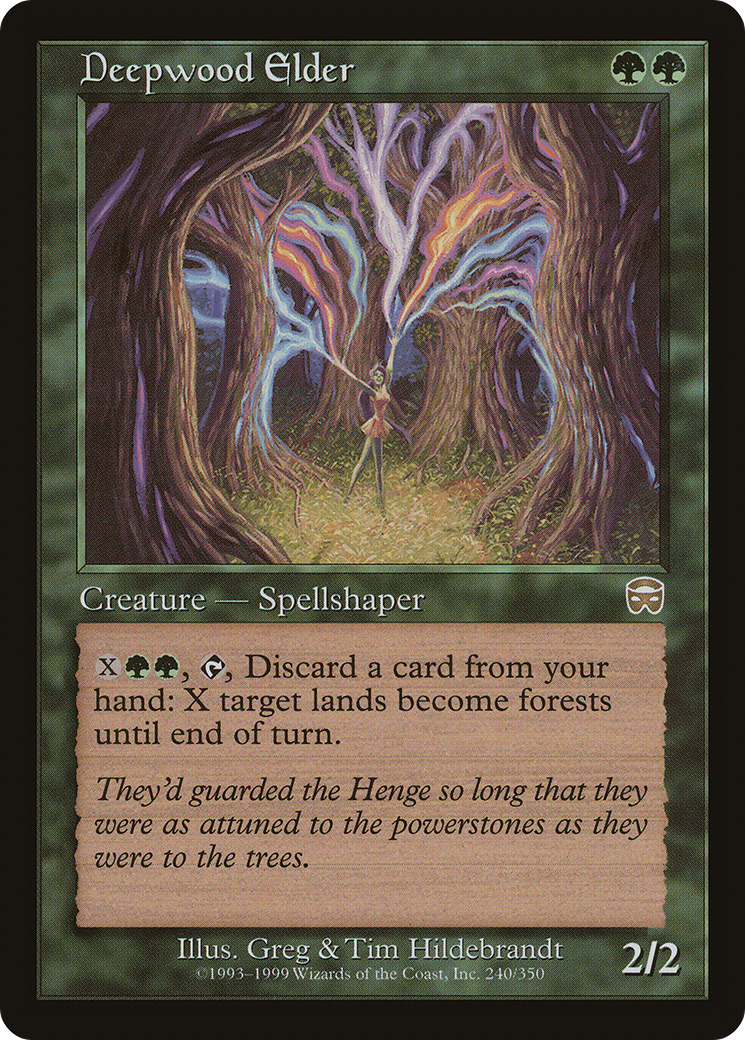 Deepwood Elder
Creature — Spellshaper
X, , Discard a card from your
hand: X target lands become forests
until end of turn.
They'd guarded the Henge so long that they
were as attuned to the powerstones as they
were to the trees.
Illus. Greg & Tim Hildebrandt
©1993–1999 Wizards of the Coast, Inc. 240/350
2/2